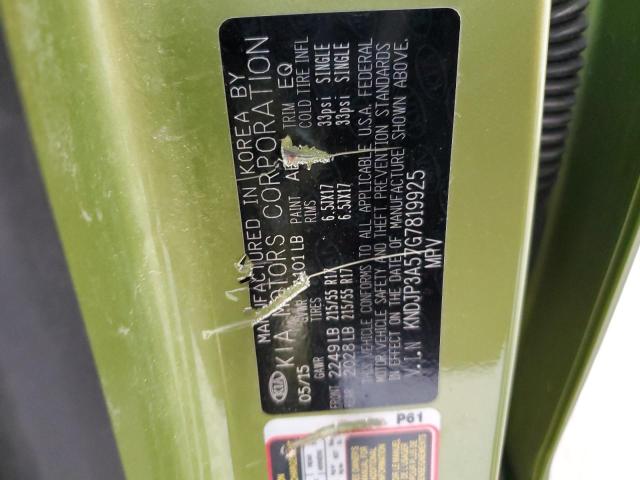 MANUFACTURED IN KOREA BY
KIA MOTORS CORPORATION
KIA
05/15 PAINT TRIM EQ
GAWR TIRES RIMS COLD TIRE INFL
FRONT 2249LB 215/55 R17 6.5JX17 33psi SINGLE
2028LB 215/55 R17 6.5JX17 33psi SINGLE
THIS VEHICLE CONFORMS TO ALL APPLICABLE U.S.A. FEDERAL
MOTOR VEHICLE SAFETY AND THEFT PREVENTION STANDARDS
IN EFFECT ON THE DATE OF MANUFACTURE SHOWN ABOVE.
KNDJP3A57G7819925
MPV
P61